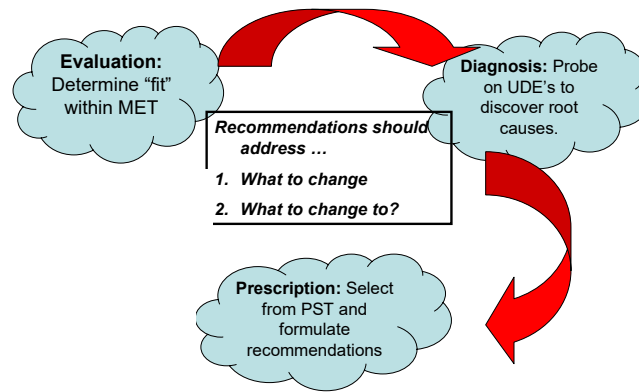 Evaluation:
Determine “fit”
within MET
Diagnosis: Probe
on UDE’s to
discover root
causes.
Recommendations should
address …
1. What to change
2. What to change to?
Prescription: Select
from PST and
formulate
recommendations